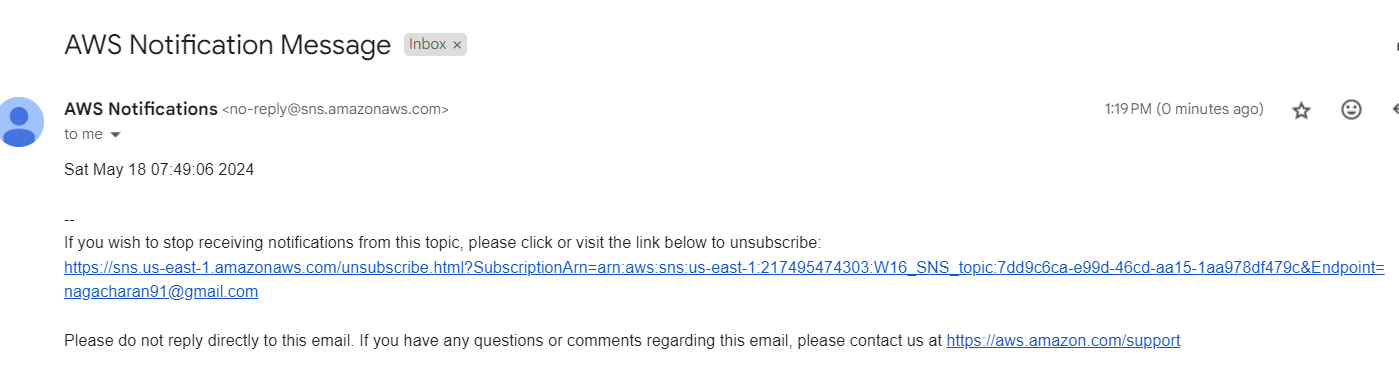 AWS Notification Message Inbox ×
AWS Notifications <no-reply@sns.amazonaws.com> 1:19 PM (0 minutes ago)
to me
Sat May 18 07:49:06 2024
--
If you wish to stop receiving notifications from this topic, please click or visit the link below to unsubscribe:
https://sns.us-east-1.amazonaws.com/unsubscribe.html?SubscriptionArn=arn:aws:sns:us-east-1:217495474303:W16_SNS_topic:7dd9c6ca-e99d-46cd-aa15-1aa978df479c&Endpoint=
nagacharan91@gmail.com
Please do not reply directly to this email. If you have any questions or comments regarding this email, please contact us at https://aws.amazon.com/support